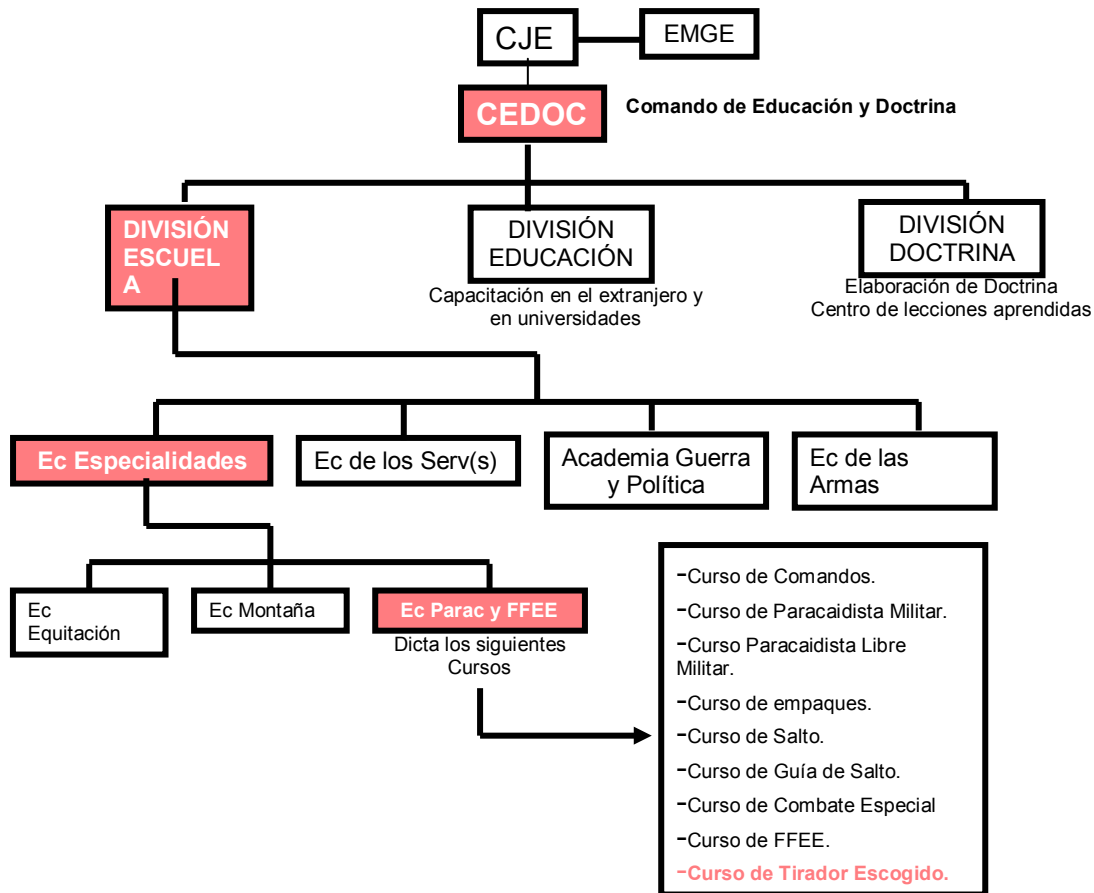 CJE
EMGE
CEDOC
Comando de Educación y Doctrina
DIVISIÓN
ESCUEL
A
DIVISIÓN
EDUCACIÓN
Capacitación en el extranjero y
en universidades
DIVISIÓN
DOCTRINA
Elaboración de Doctrina
Centro de lecciones aprendidas
Ec Especialidades
Ec de los Serv(s)
Academia Guerra
y Política
Ec de las
Armas
Ec
Equitación
Ec Montaña
Ec Parac y FFEE
Dicta los siguientes
Cursos
-Curso de Comandos.
-Curso de Paracaidista Militar.
-Curso Paracaidista Libre
Militar.
-Curso de empaques.
-Curso de Salto.
-Curso de Guía de Salto.
-Curso de Combate Especial
-Curso de FFEE.
-Curso de Tirador Escogido.